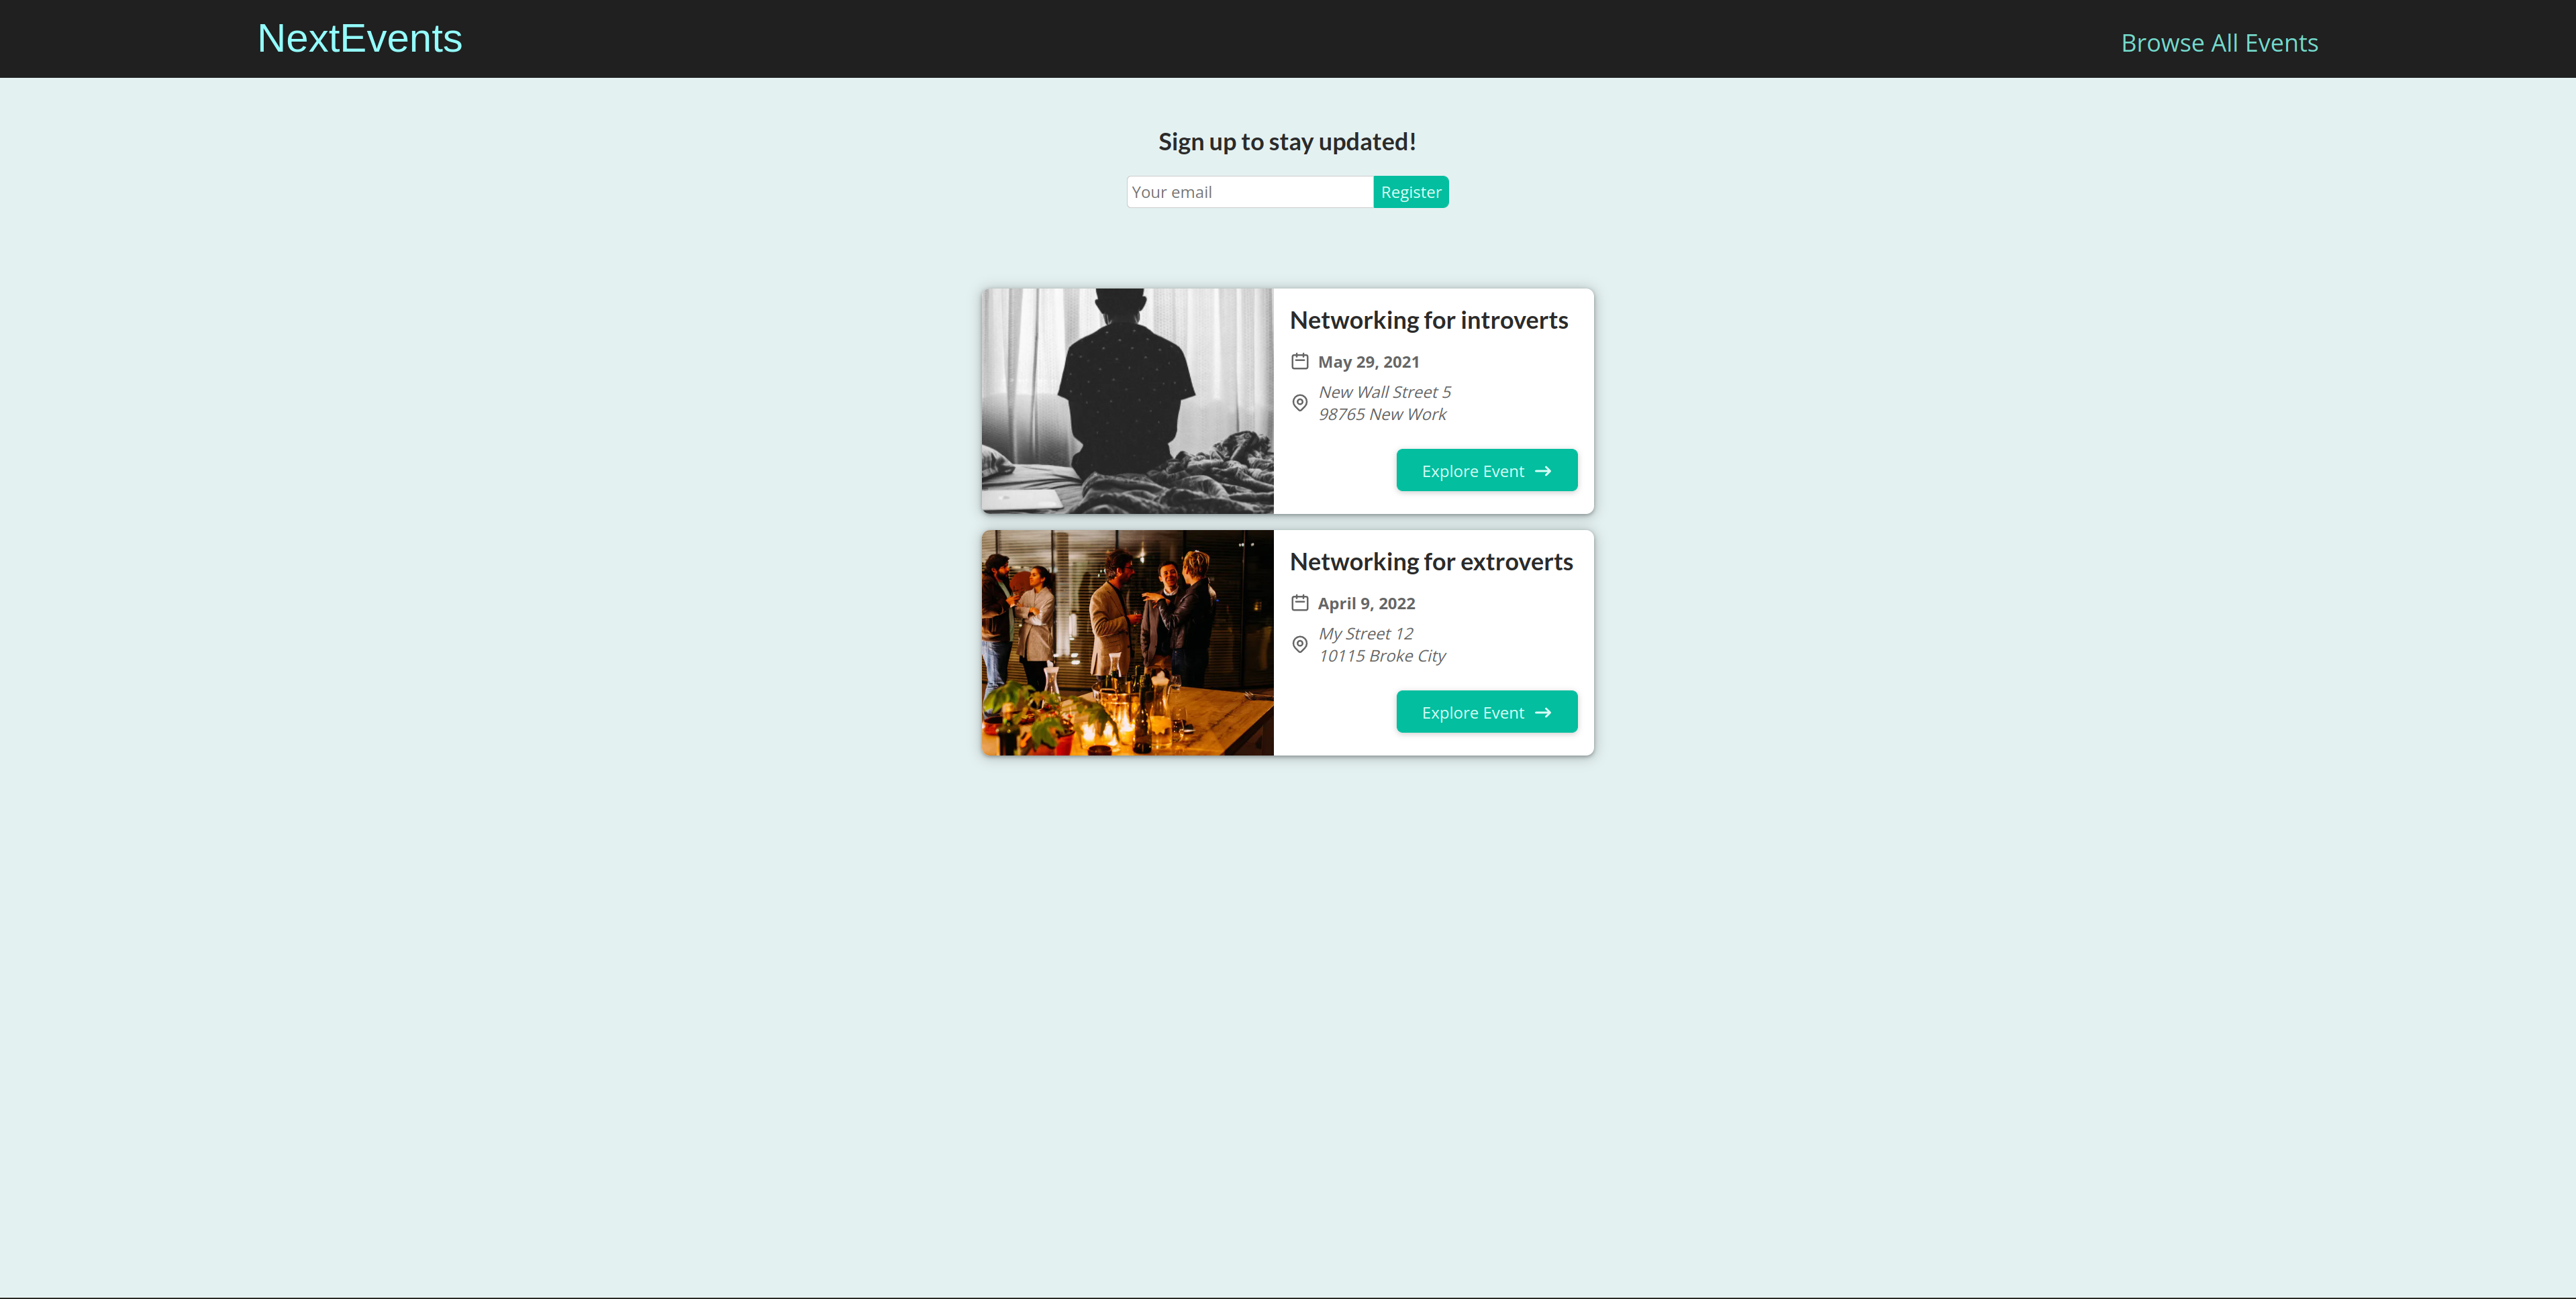 NextEvents
Browse All Events
Sign up to stay updated!
Your email
Register
Networking for introverts
May 29, 2021
New Wall Street 5
98765 New Work
Explore Event
Networking for extroverts
April 9, 2022
My Street 12
10115 Broke City
Explore Event